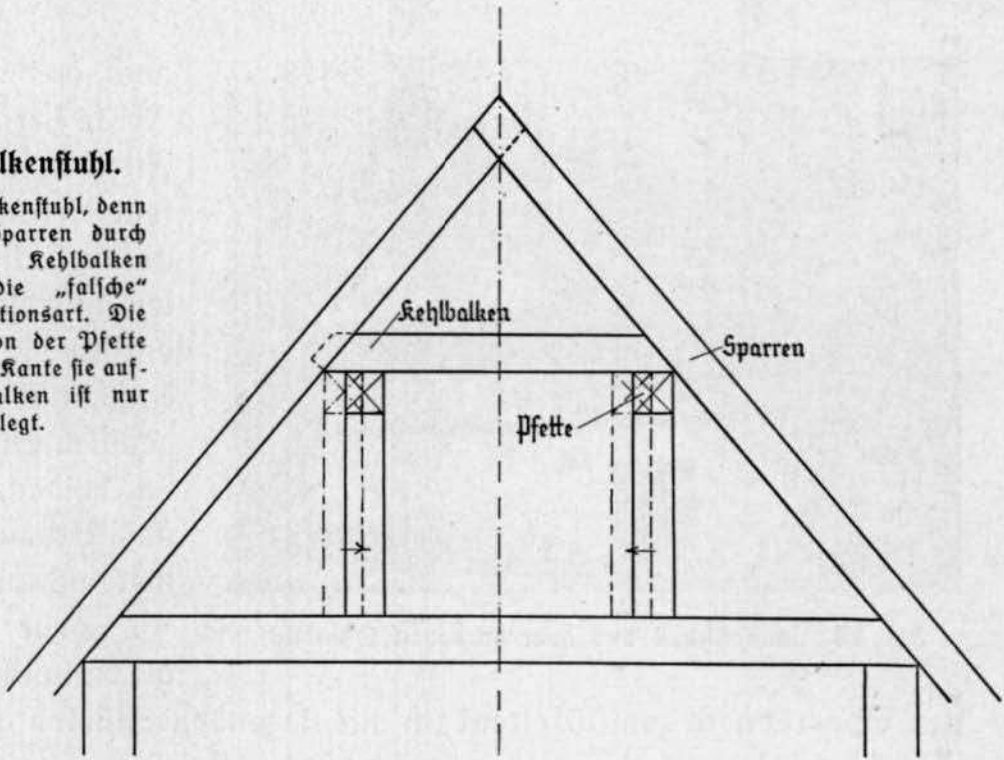 lkenstuhl.
kenstuhl, denn
Sparren durch
Kehlbalken
die „falsche“
tionsart. Die
on der Pfette
Kante sie auf-
alken ist nur
legt.
Kehlbalken
Sparren
Pfette